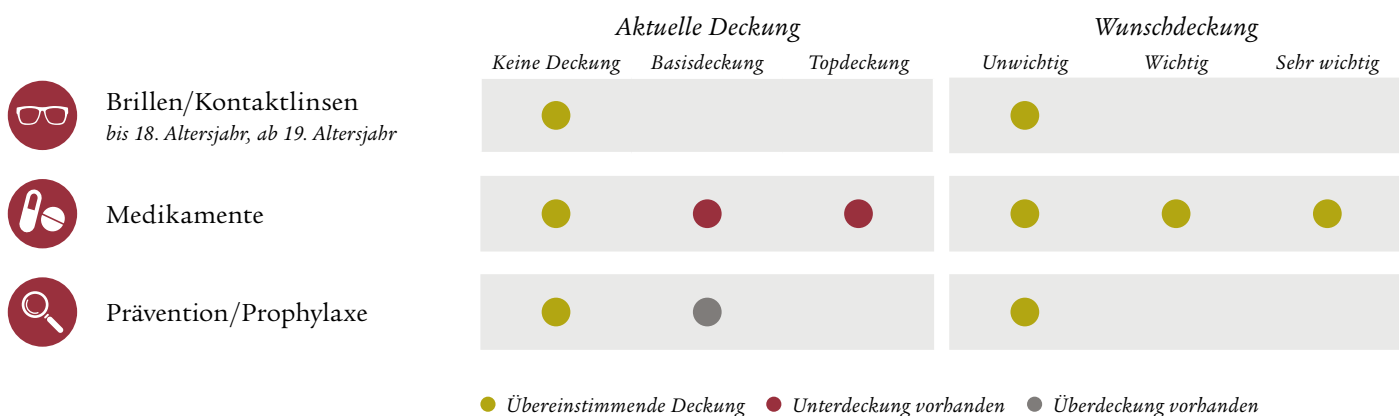 Aktuelle Deckung
Wunschdeckung
Keine Deckung Basisdeckung Topdeckung
Unwichtig Wichtig Sehr wichtig
Brillen/Kontaktlinsen
bis 18. Altersjahr, ab 19. Altersjahr
Medikamente
Prävention/Prophylaxe
Übereinstimmende Deckung Unterdeckung vorhanden Überdeckung vorhanden